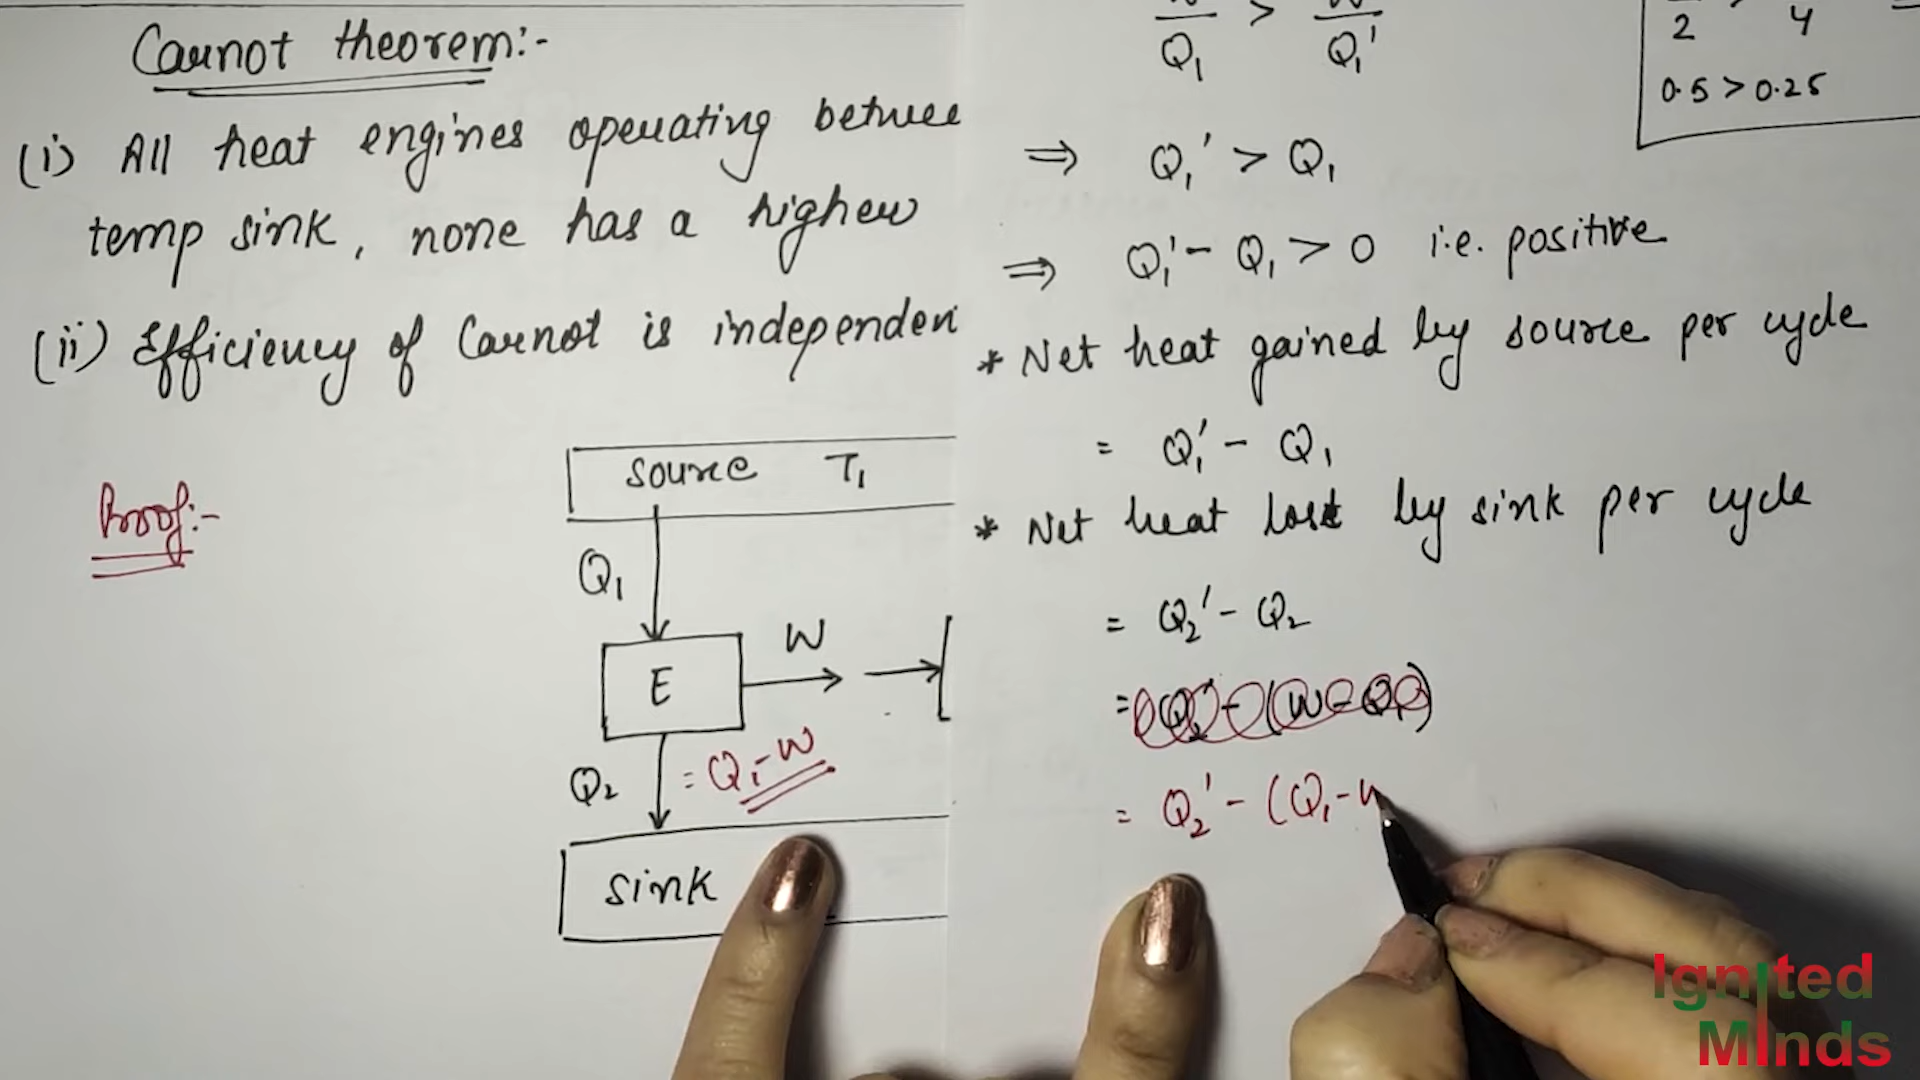 Carnot theorem:-
(i) All heat engines operating betwee
temp sink, none has a higher
(ii) Efficiency of Carnot is independen
Proof:-
Source T₁
Q₁
E
W
Q₂ = Q₁-W
Sink
Q₁ > Q₁'
⇒ Q₁' > Q₁
⇒ Q₁' - Q₁ > 0 i.e. positive
* Net heat gained by source per cycle
= Q₁' - Q₁
* Net heat lost by sink per cycle
= Q₂' - Q₂
= Q₂' - (W - Q₁)
= Q₂' - (Q₁ -
2 > 4
0.5 > 0.25
Ignited
Minds